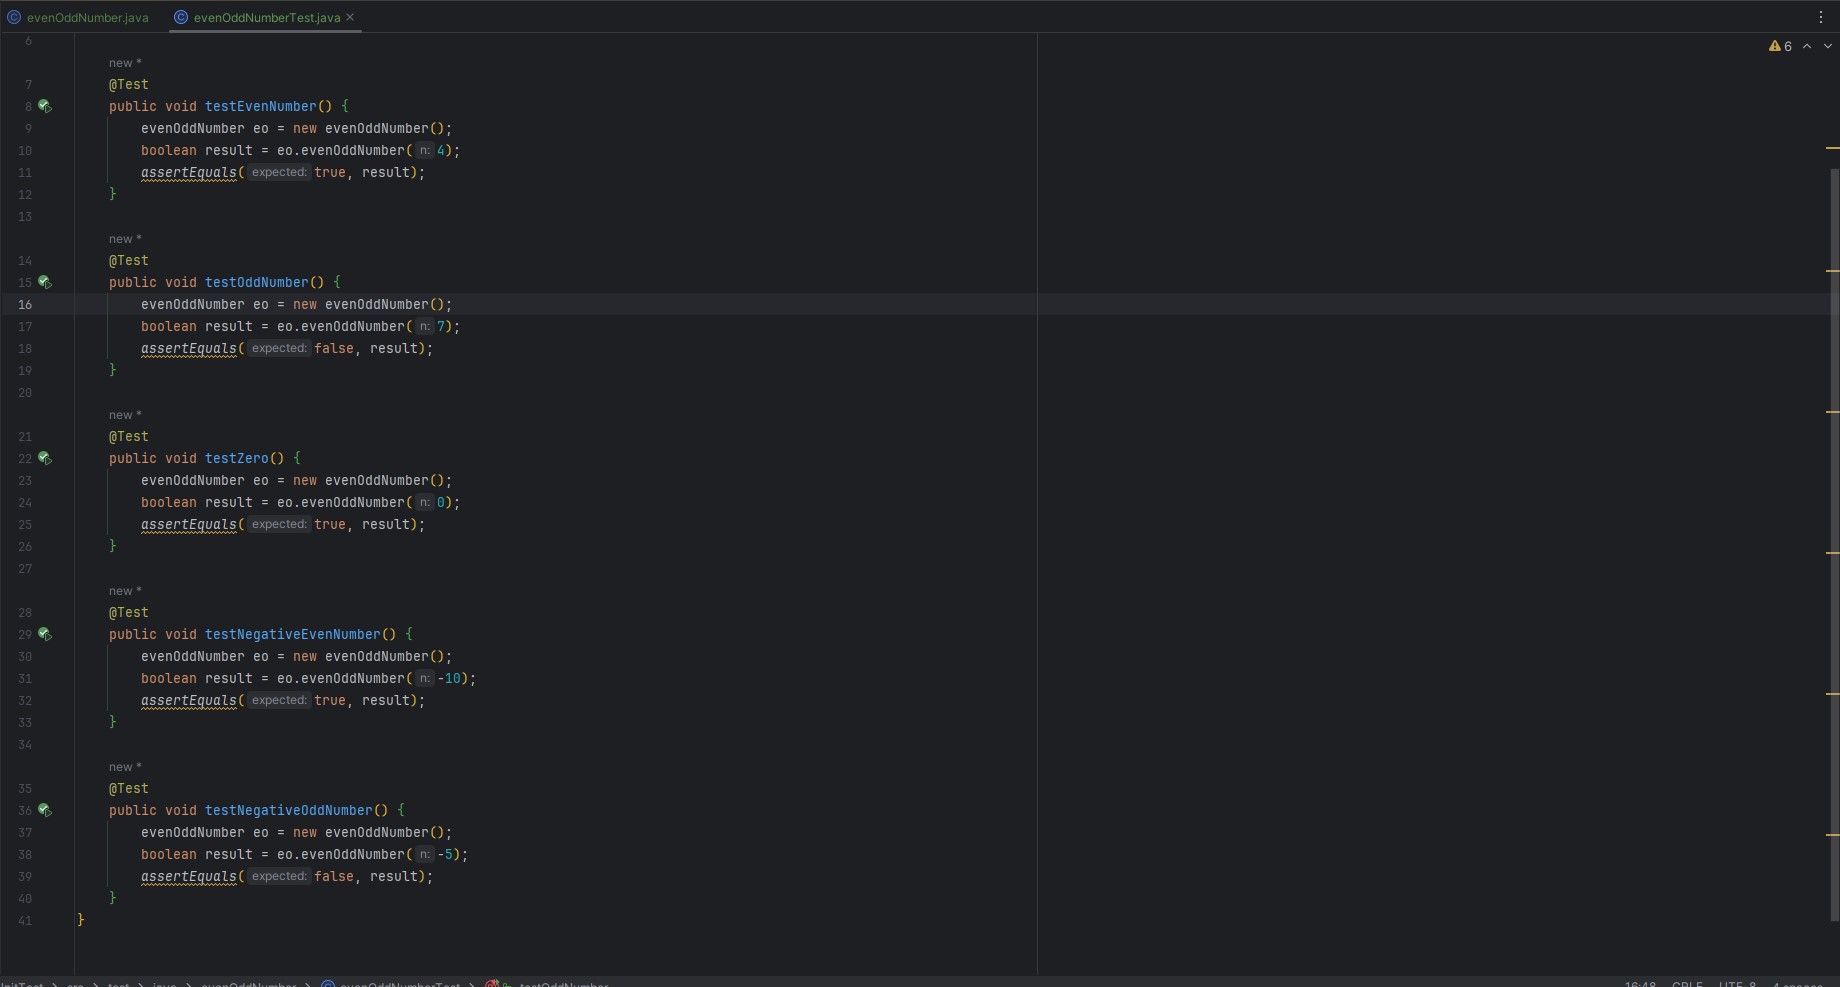 evenOddNumber.java evenOddNumberTest.java
6
6
new *
7 @Test
8 public void testEvenNumber() {
9 evenOddNumber eo = new evenOddNumber();
10 boolean result = eo.evenOddNumber( n: 4);
11 assertEquals( expected: true, result);
12 }
13
new *
14 @Test
15 public void testOddNumber() {
16 evenOddNumber eo = new evenOddNumber();
17 boolean result = eo.evenOddNumber( n: 7);
18 assertEquals( expected: false, result);
19 }
20
new *
21 @Test
22 public void testZero() {
23 evenOddNumber eo = new evenOddNumber();
24 boolean result = eo.evenOddNumber( n: 0);
25 assertEquals( expected: true, result);
26 }
27
new *
28 @Test
29 public void testNegativeEvenNumber() {
30 evenOddNumber eo = new evenOddNumber();
31 boolean result = eo.evenOddNumber( n: -10);
32 assertEquals( expected: true, result);
33 }
34
new *
35 @Test
36 public void testNegativeOddNumber() {
37 evenOddNumber eo = new evenOddNumber();
38 boolean result = eo.evenOddNumber( n: -5);
39 assertEquals( expected: false, result);
40 }
41 }
src > test > java > evenOddNumber > evenOddNumberTest > testOddNumber 16:48 CRLF UTF-8 4 spaces